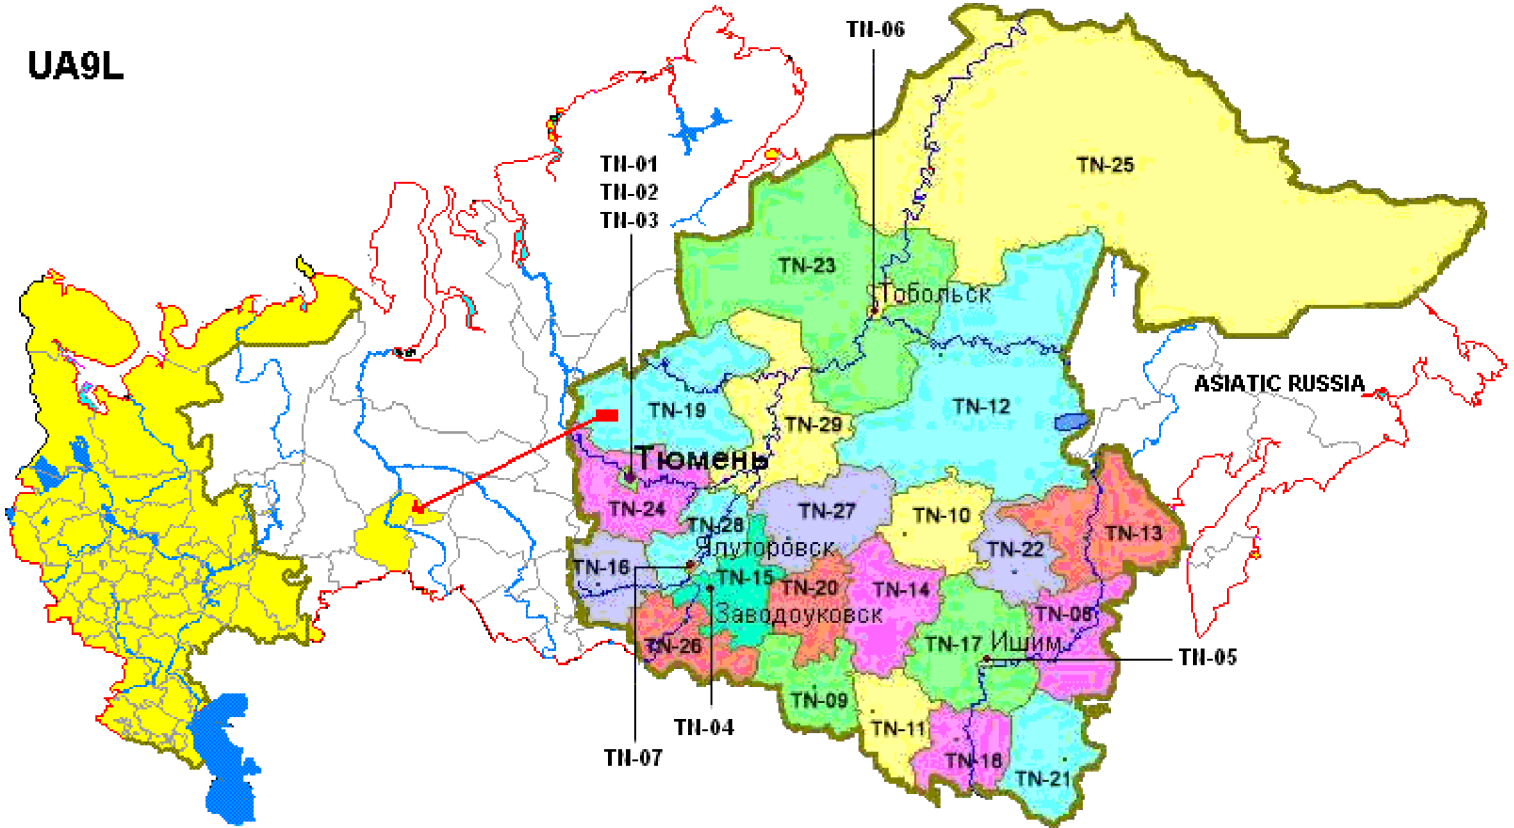 TN-06
UA9L
TN-01
TN-02
TN-03
TN-25
TN-23
Тобольск
ASIATIC RUSSIA
TN-19
TN-12
TN-29
Тюмень
TN-24
TN-27
TN-10
TN-28
TN-13
Ялуторовск
TN-22
TN-16
TN-15
TN-20
TN-14
Заводоуковск
TN-08
TN-26
TN-17
Ишим
TN-05
TN-09
TN-04
TN-11
TN-07
TN-18
TN-21